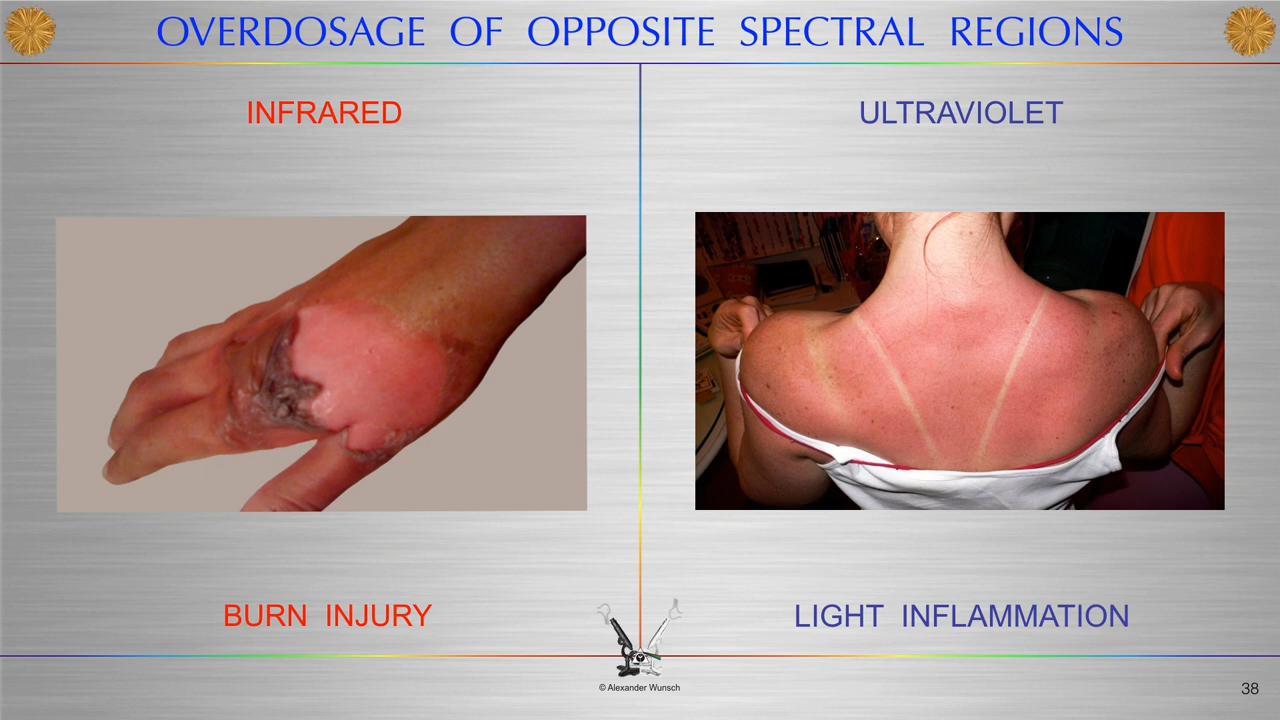 OVERDOSAGE OF OPPOSITE SPECTRAL REGIONS
INFRARED
ULTRAVIOLET
BURN INJURY
LIGHT INFLAMMATION
© Alexander Wunsch
38